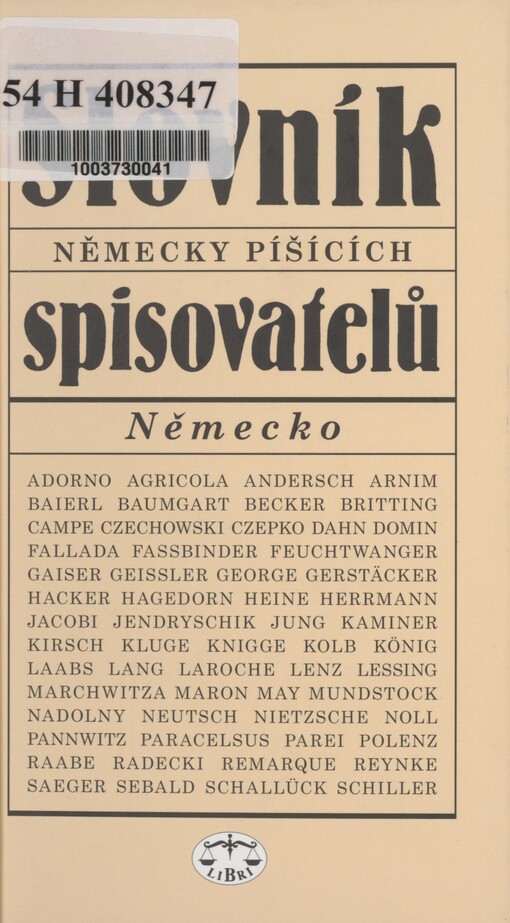 54 H 408347
1003730041
Slovník
NĚMECKY PÍŠÍCÍCH
spisovatelů
Německo
ADORNO AGRICOLA ANDERSCH ARNIM
BAIERL BAUMGART BECKER BRITTING
CAMPE CZECHOWSKI CZEPKO DAHN DOMIN
FALLADA FASSBINDER FEUCHTWANGER
GAISER GEISSLER GEORGE GERSTÄCKER
HACKER HAGEDORN HEINE HERRMANN
JACOBI JENDRYSCHIK JUNG KAMINER
KIRSCH KLUGE KNIGGE KOLB KÖNIG
LAABS LANG LAROCHE LENZ LESSING
MARCHWITZA MARON MAY MUNDSTOCK
NADOLNY NEUTSCH NIETZSCHE NOLL
PANNWITZ PARACELSUS PAREI POLENZ
RAABE RADECKI REMARQUE REYNKE
SAEGER SEBALD SCHALLÜCK SCHILLER
LIBRI